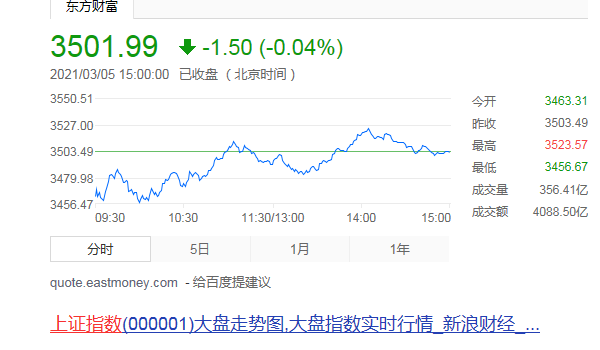 东方财富
3501.99 -1.50 (-0.04%)
2021/03/05 15:00:00 已收盘 (北京时间)
3550.51
3527.00
3503.49
3479.98
3456.47
09:30 10:30 11:30/13:00 14:00 15:00
今开 3463.31
昨收 3503.49
最高 3523.57
最低 3456.67
成交量 356.41亿
成交额 4088.50亿
分时 5日 1月 1年
quote.eastmoney.com - 给百度提建议
上证指数(000001)大盘走势图,大盘指数实时行情_新浪财经_...